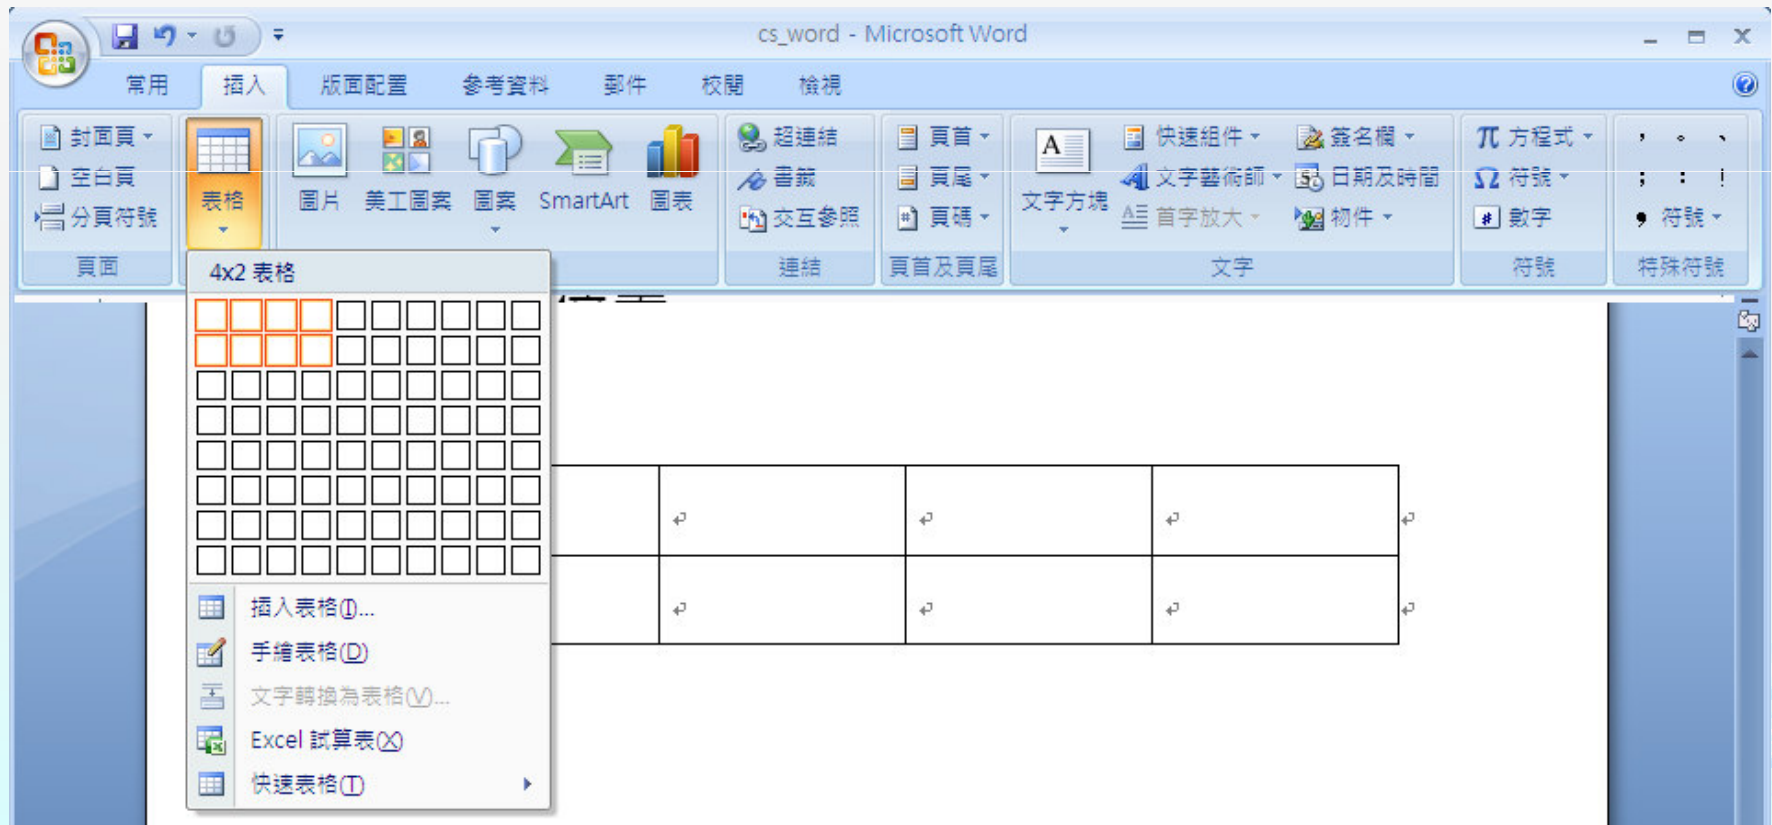 cs_word - Microsoft Word
常用 插入 版面配置 參考資料 郵件 校閱 檢視
封面頁
空白頁
分頁符號
頁面
表格
圖片 美工圖案 圖案 SmartArt 圖表
超連結
書籤
交互參照
連結
頁首
頁尾
頁碼
頁首及頁尾
文字方塊
快速組件
文字藝術師
首字放大
簽名欄
日期及時間
物件
文字
方程式
符號
數字
符號
, 。 、
; : !
符號
特殊符號
4x2 表格
插入表格(I)...
手繪表格(D)
文字轉換為表格(V)...
Excel 試算表(X)
快速表格(T)